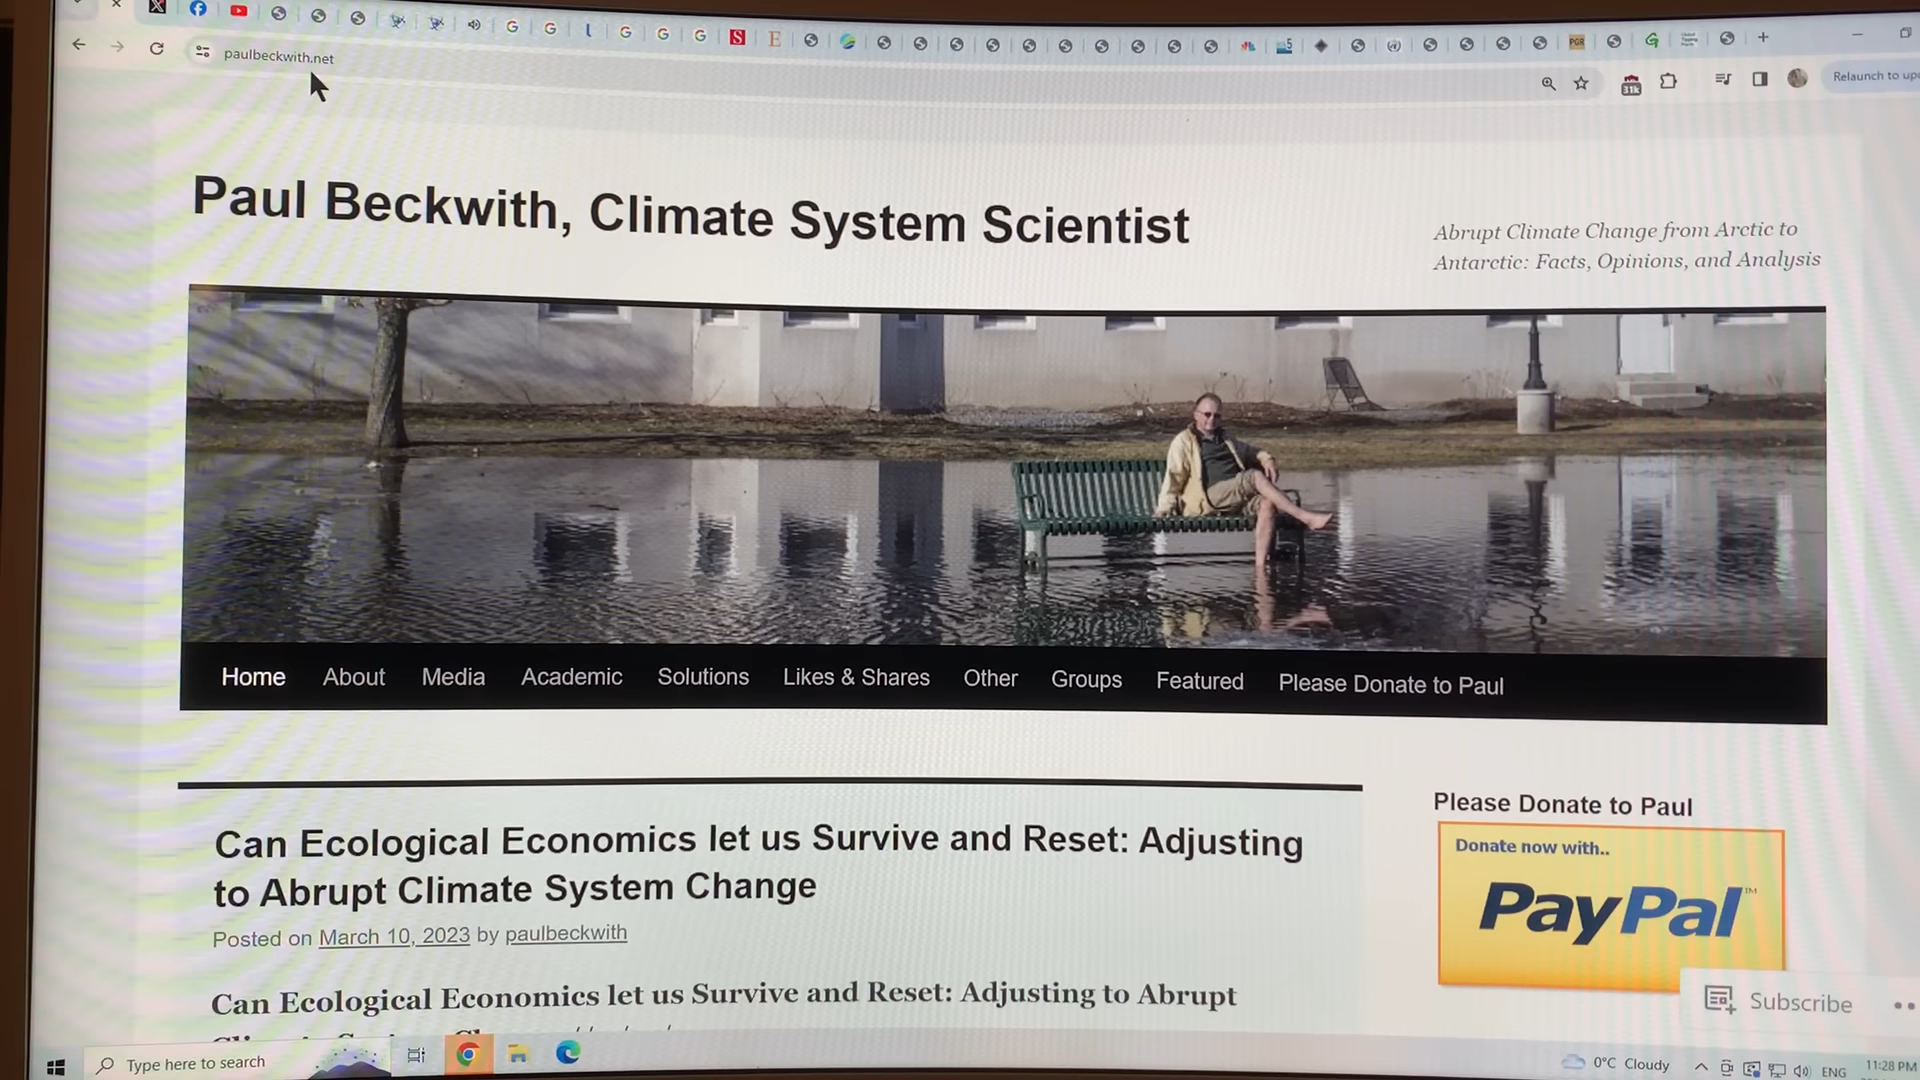 paulbeckwith.net
31k
5
PGR
Relaunch to up
Paul Beckwith, Climate System Scientist
Abrupt Climate Change from Arctic to
Antarctic: Facts, Opinions, and Analysis
Home About Media Academic Solutions Likes & Shares Other Groups Featured Please Donate to Paul
Can Ecological Economics let us Survive and Reset: Adjusting
to Abrupt Climate System Change
Posted on March 10, 2023 by paulbeckwith
Can Ecological Economics let us Survive and Reset: Adjusting to Abrupt
Please Donate to Paul
Donate now with..
PayPal™
Subscribe
Type here to search
0°C Cloudy
ENG
11:28 PM